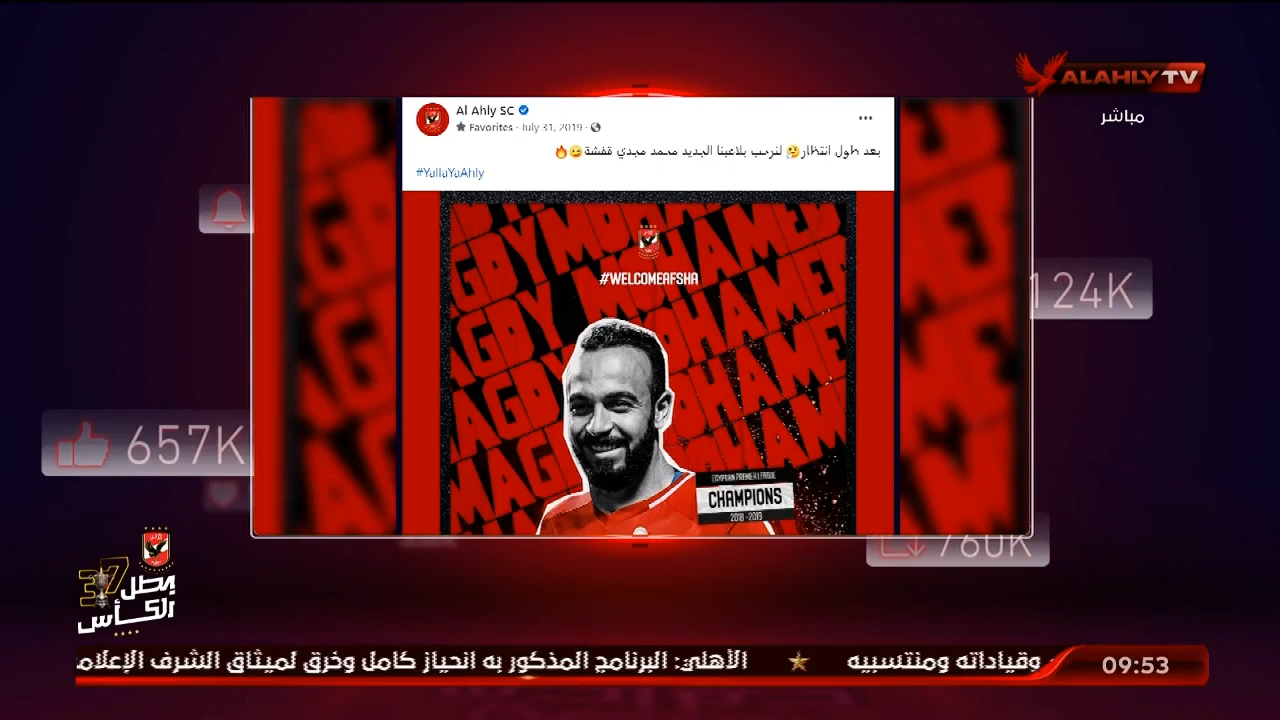 ALAHLY TV
مباشر
Al Ahly SC
Favorites · July 31, 2019 ·
بعد طول انتظار🤔 لنرحب بلاعبنا الجديد محمد مجدي قفشة😉🔥
#YallaYaAhly
#WELCOMEAFSHA
MAGDY MOHAMED
MAGDY MOHAMED
EGYPTIAN PREMIER LEAGUE
CHAMPIONS
2018 - 2019
124K
657K
760K
37
بطل
الكأس
وقياداته ومنتسبيه ★ الأهلي: البرنامج المذكور به انحياز كامل وخرق لميثاق الشرف الإعلام
09:53